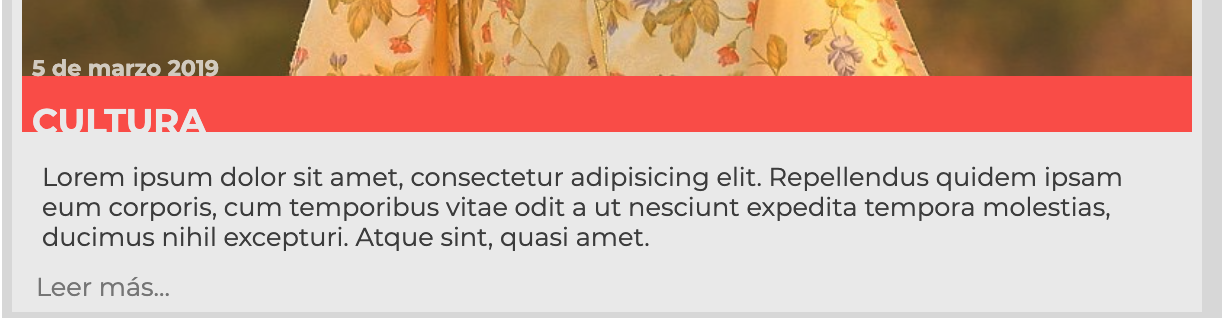 5 de marzo 2019
CULTURA
Lorem ipsum dolor sit amet, consectetur adipisicing elit. Repellendus quidem ipsam
eum corporis, cum temporibus vitae odit a ut nesciunt expedita tempora molestias,
ducimus nihil excepturi. Atque sint, quasi amet.
Leer más...